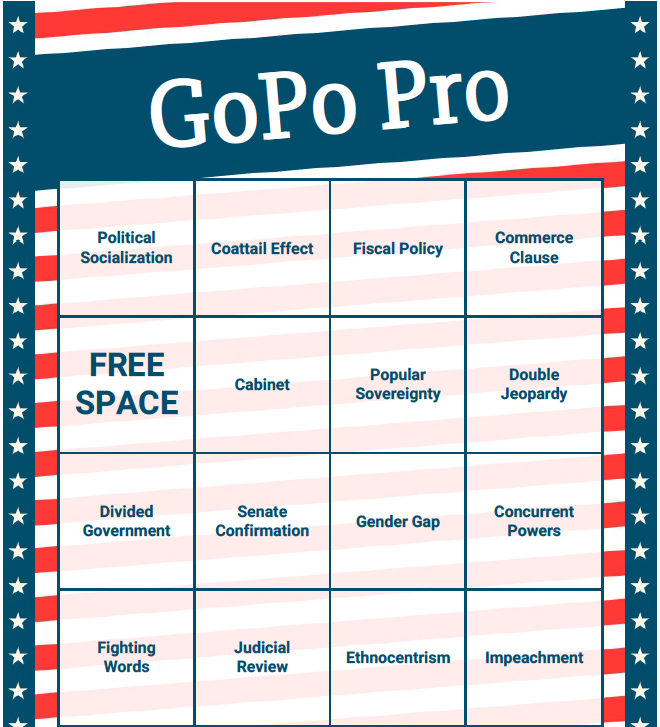 GoPo Pro
Political
Socialization
Coattail Effect
Fiscal Policy
Commerce
Clause
FREE
SPACE
Cabinet
Popular
Sovereignty
Double
Jeopardy
Divided
Government
Senate
Confirmation
Gender Gap
Concurrent
Powers
Fighting
Words
Judicial
Review
Ethnocentrism
Impeachment